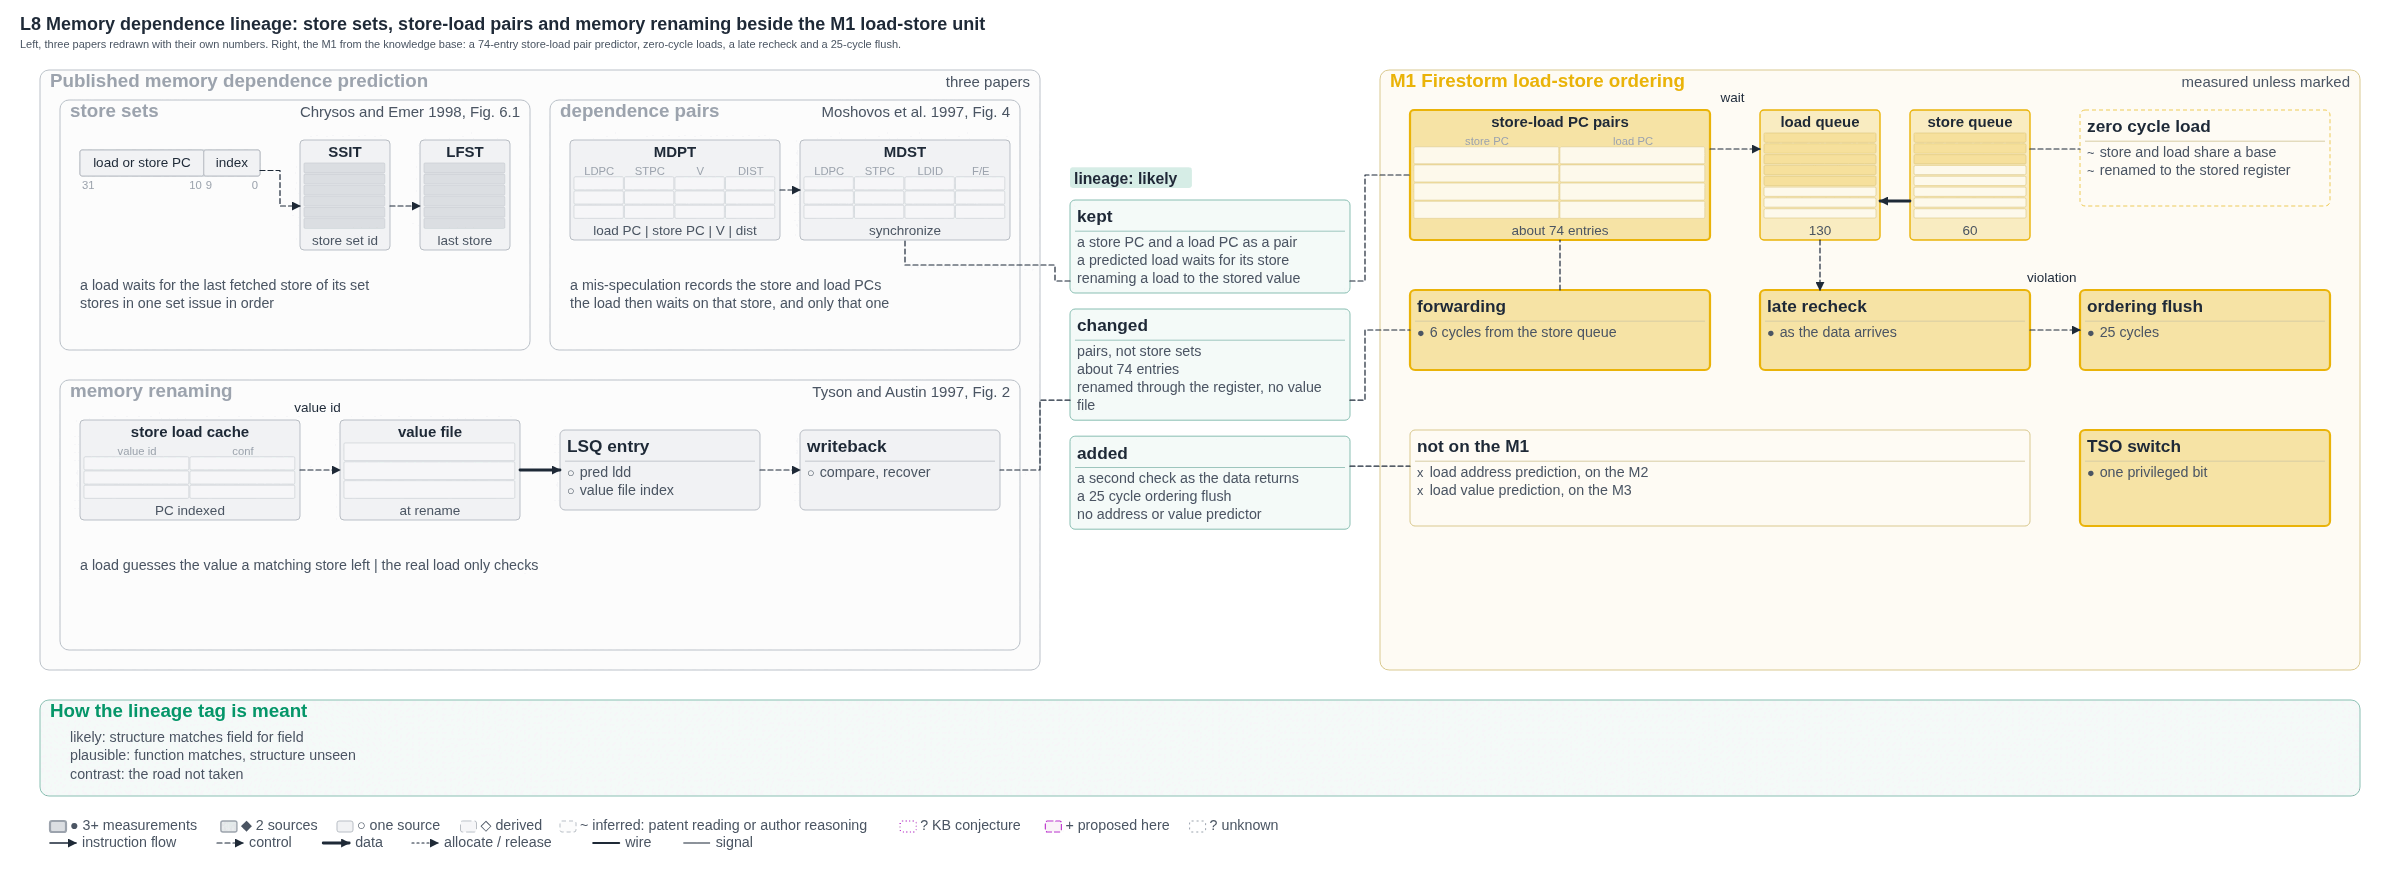 L8 Memory dependence lineage: store sets, store-load pairs and memory renaming beside the M1 load-store unit
Left, three papers redrawn with their own numbers. Right, the M1 from the knowledge base: a 74-entry store-load pair predictor, zero-cycle loads, a late recheck and a 25-cycle flush.
Published memory dependence prediction
three papers
store sets
Chrysos and Emer 1998, Fig. 6.1
load or store PC
index
31
10 9
0
SSIT
store set id
LFST
last store
a load waits for the last fetched store of its set
stores in one set issue in order
dependence pairs
Moshovos et al. 1997, Fig. 4
MDPT
LDPC STPC V DIST
load PC | store PC | V | dist
MDST
LDPC STPC LDID F/E
synchronize
a mis-speculation records the store and load PCs
the load then waits on that store, and only that one
memory renaming
Tyson and Austin 1997, Fig. 2
value id
store load cache
value id conf
PC indexed
value file
at rename
LSQ entry
○ pred ldd
○ value file index
writeback
○ compare, recover
a load guesses the value a matching store left | the real load only checks
lineage: likely
kept
a store PC and a load PC as a pair
a predicted load waits for its store
renaming a load to the stored value
changed
pairs, not store sets
about 74 entries
renamed through the register, no value
file
added
a second check as the data returns
a 25 cycle ordering flush
no address or value predictor
M1 Firestorm load-store ordering
measured unless marked
wait
store-load PC pairs
store PC load PC
about 74 entries
load queue
130
store queue
60
zero cycle load
~ store and load share a base
~ renamed to the stored register
violation
forwarding
● 6 cycles from the store queue
late recheck
● as the data arrives
ordering flush
● 25 cycles
not on the M1
x load address prediction, on the M2
x load value prediction, on the M3
TSO switch
● one privileged bit
How the lineage tag is meant
likely: structure matches field for field
plausible: function matches, structure unseen
contrast: the road not taken
● 3+ measurements ◆ 2 sources ○ one source ◇ derived ~ inferred: patent reading or author reasoning ? KB conjecture + proposed here ? unknown
instruction flow control data allocate / release wire signal